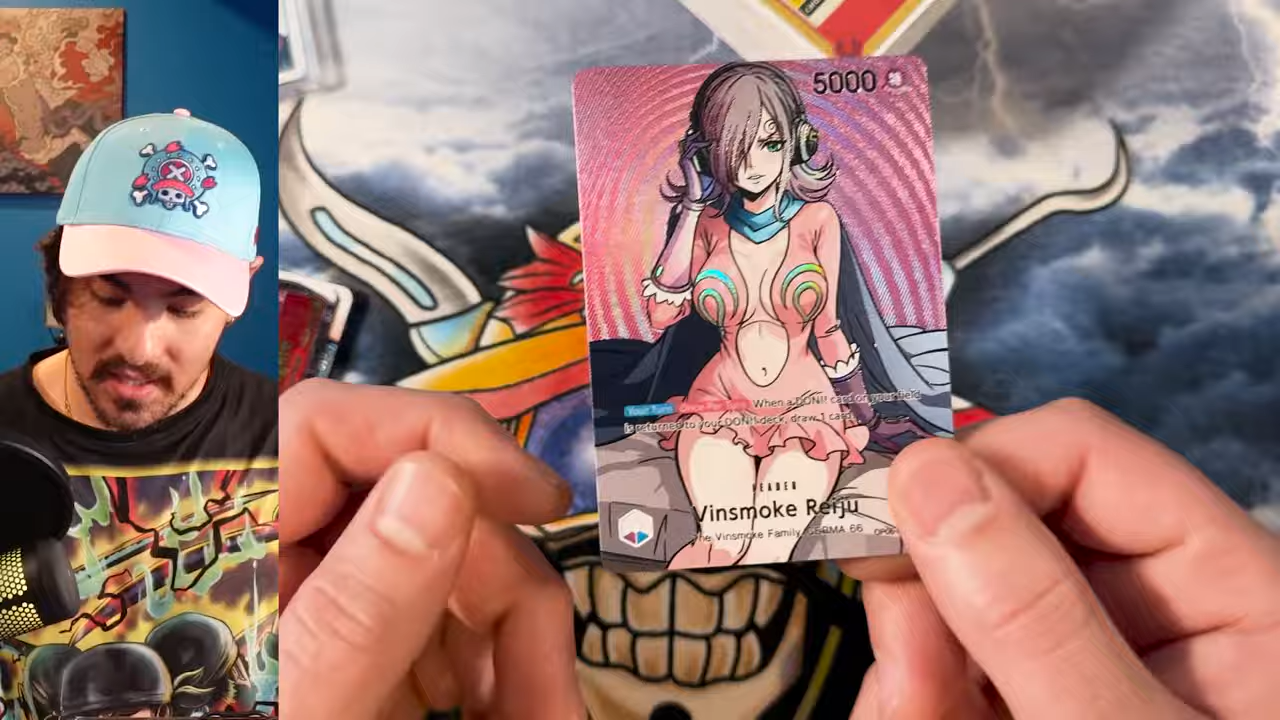 5000
Your Turn When a DON!! card on your field
is returned to your DON!! deck, draw 1 card.
LEADER
Vinsmoke Reiju
The Vinsmoke Family/GERMA 66 OP06